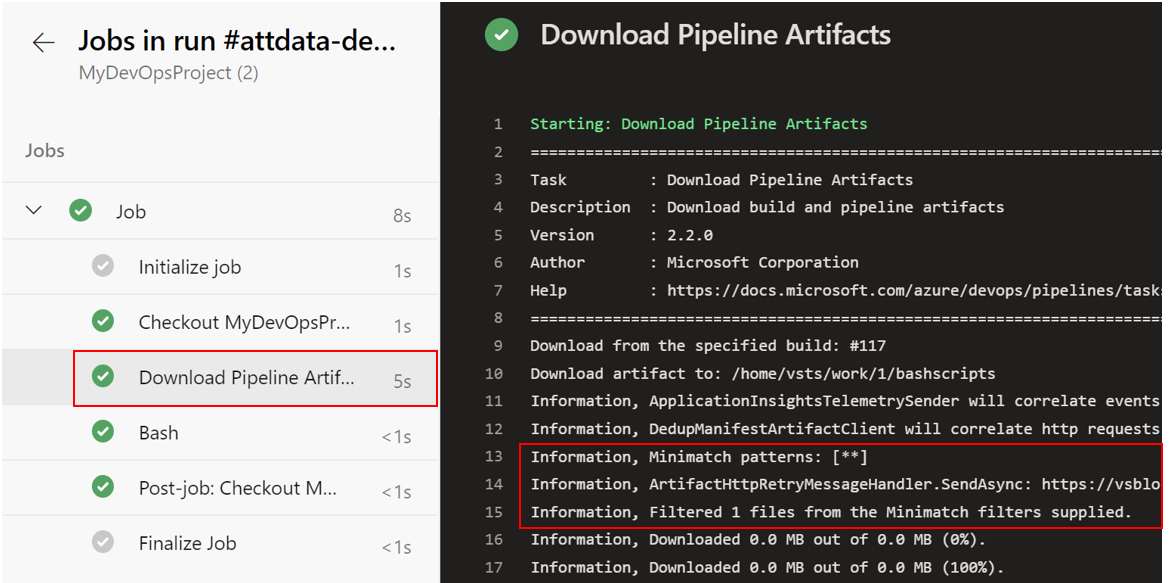 Jobs in run #attdata-de...
MyDevOpsProject (2)
Jobs
Job 8s
Initialize job 1s
Checkout MyDevOpsPr... 1s
Download Pipeline Artif... 5s
Bash <1s
Post-job: Checkout M... <1s
Finalize Job <1s
Download Pipeline Artifacts
1 Starting: Download Pipeline Artifacts
2 ==============================================================================
3 Task : Download Pipeline Artifacts
4 Description : Download build and pipeline artifacts
5 Version : 2.2.0
6 Author : Microsoft Corporation
7 Help : https://docs.microsoft.com/azure/devops/pipelines/task
8 ==============================================================================
9 Download from the specified build: #117
10 Download artifact to: /home/vsts/work/1/bashscripts
11 Information, ApplicationInsightsTelemetrySender will correlate events
12 Information, DedupManifestArtifactClient will correlate http requests
13 Information, Minimatch patterns: [**]
14 Information, ArtifactHttpRetryMessageHandler.SendAsync: https://vsblo
15 Information, Filtered 1 files from the Minimatch filters supplied.
16 Information, Downloaded 0.0 MB out of 0.0 MB (0%).
17 Information, Downloaded 0.0 MB out of 0.0 MB (100%).